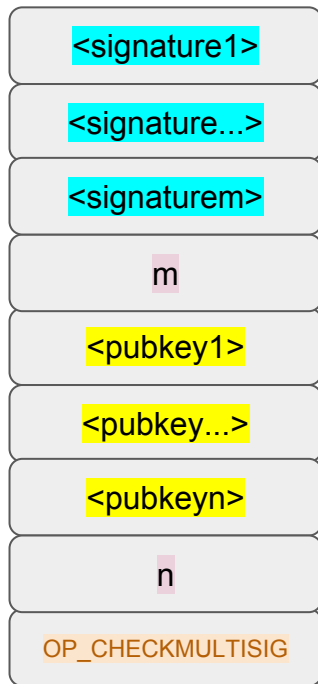 <signature1>
<signature...>
<signaturem>
m
<pubkey1>
<pubkey...>
<pubkeyn>
n
OP_CHECKMULTISIG